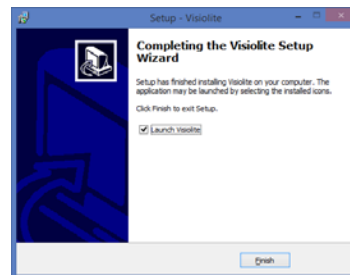 Setup - Visiolite
Completing the Visiolite Setup
Wizard
Setup has finished installing Visiolite on your computer. The
application may be launched by selecting the installed icons.
Click Finish to exit Setup.
Launch Visiolite
Finish